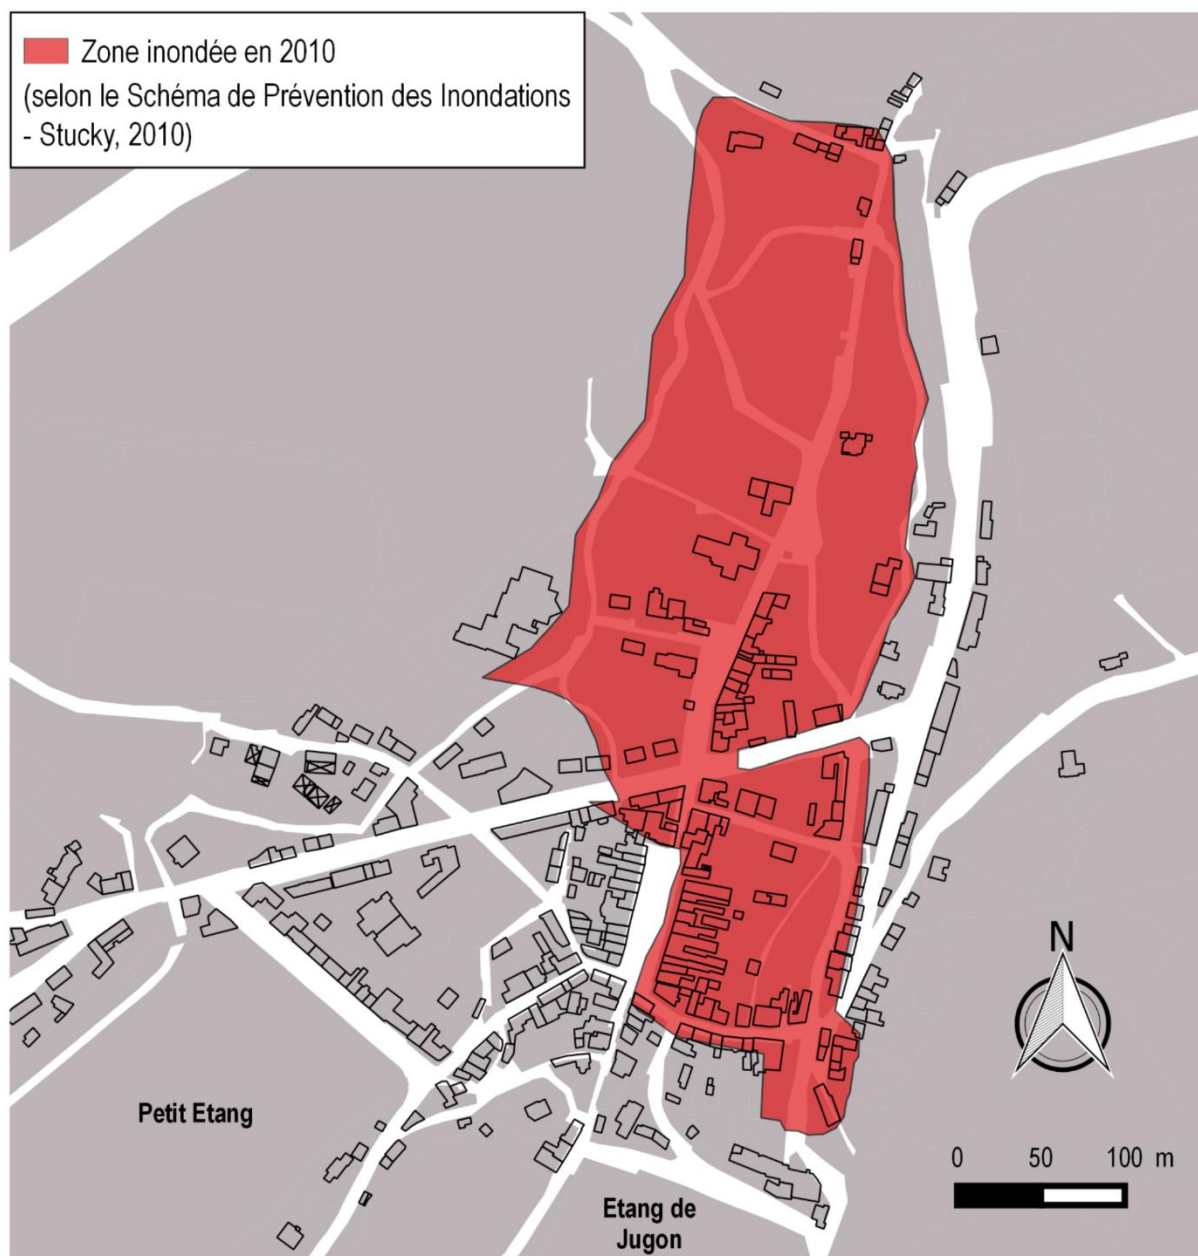 Zone inondée en 2010
(selon le Schéma de Prévention des Inondations
- Stucky, 2010)
N
Petit Etang
0 50 100 m
Etang de
Jugon